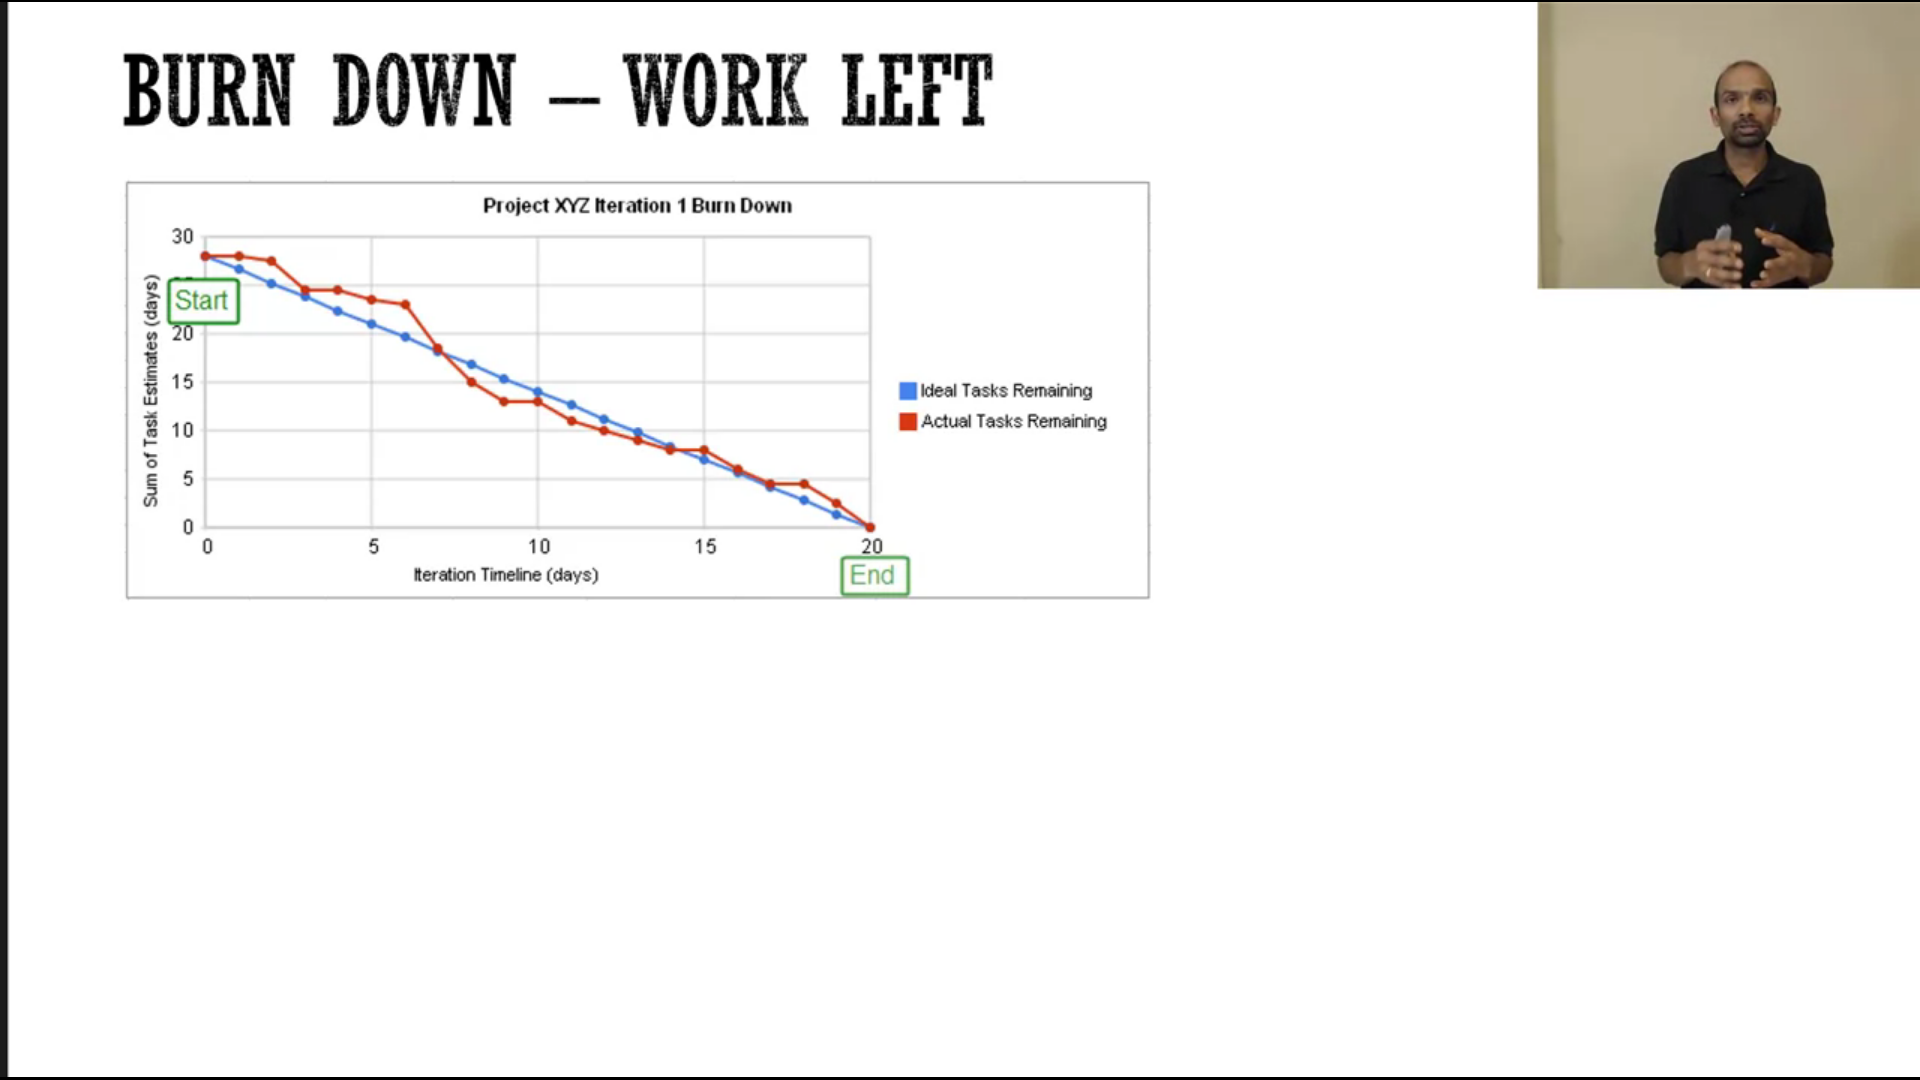 BURN DOWN – WORK LEFT
Project XYZ Iteration 1 Burn Down
30
Start
20
15
10
5
0
Sum of Task Estimates (days)
0 5 10 15 20
Iteration Timeline (days)
End
Ideal Tasks Remaining
Actual Tasks Remaining